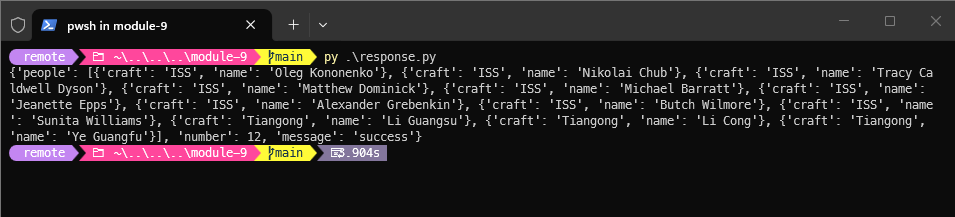 pwsh in module-9
remote ~\..\..\..\module-9 main py .\response.py
{'people': [{'craft': 'ISS', 'name': 'Oleg Kononenko'}, {'craft': 'ISS', 'name': 'Nikolai Chub'}, {'craft': 'ISS', 'name': 'Tracy Ca
ldwell Dyson'}, {'craft': 'ISS', 'name': 'Matthew Dominick'}, {'craft': 'ISS', 'name': 'Michael Barratt'}, {'craft': 'ISS', 'name':
'Jeanette Epps'}, {'craft': 'ISS', 'name': 'Alexander Grebenkin'}, {'craft': 'ISS', 'name': 'Butch Wilmore'}, {'craft': 'ISS', 'name
': 'Sunita Williams'}, {'craft': 'Tiangong', 'name': 'Li Guangsu'}, {'craft': 'Tiangong', 'name': 'Li Cong'}, {'craft': 'Tiangong',
'name': 'Ye Guangfu'}], 'number': 12, 'message': 'success'}
remote ~\..\..\..\module-9 main 3.904s